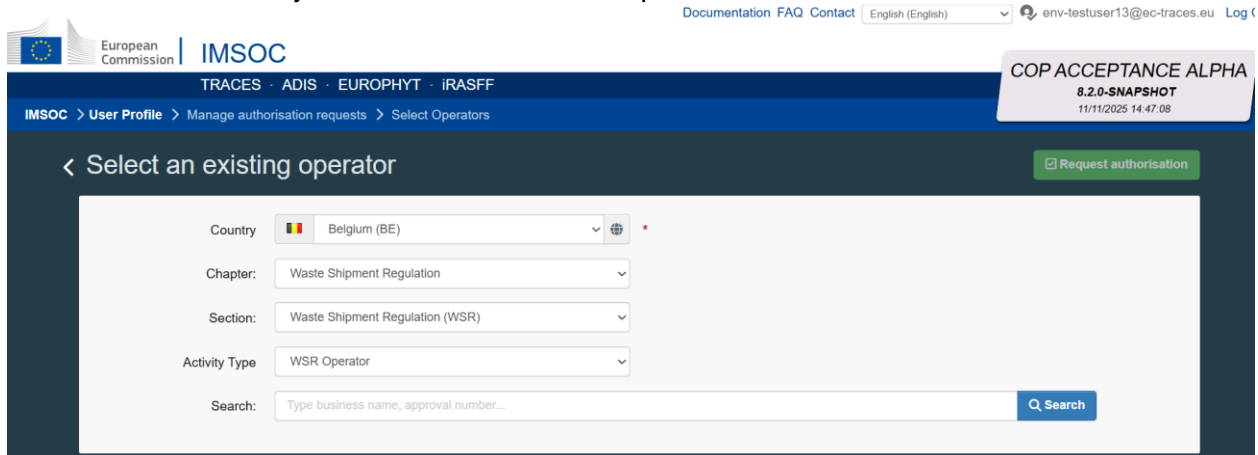 Documentation FAQ Contact English (English) env-testuser13@ec-traces.eu Log
European
Commission
IMSOC
TRACES · ADIS · EUROPHYT · iRASFF
COP ACCEPTANCE ALPHA
8.2.0-SNAPSHOT
11/11/2025 14:47:08
IMSOC > User Profile > Manage authorisation requests > Select Operators
Select an existing operator
Request authorisation
Country Belgium (BE) *
Chapter: Waste Shipment Regulation
Section: Waste Shipment Regulation (WSR)
Activity Type WSR Operator
Search: Type business name, approval number... Search